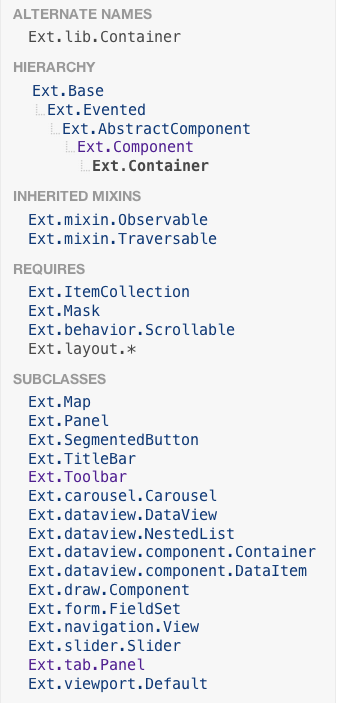 ALTERNATE NAMES
Ext.lib.Container
HIERARCHY
Ext.Base
Ext.Evented
Ext.AbstractComponent
Ext.Component
Ext.Container
INHERITED MIXINS
Ext.mixin.Observable
Ext.mixin.Traversable
REQUIRES
Ext.ItemCollection
Ext.Mask
Ext.behavior.Scrollable
Ext.layout.*
SUBCLASSES
Ext.Map
Ext.Panel
Ext.SegmentedButton
Ext.TitleBar
Ext.Toolbar
Ext.carousel.Carousel
Ext.dataview.DataView
Ext.dataview.NestedList
Ext.dataview.component.Container
Ext.dataview.component.DataItem
Ext.draw.Component
Ext.form.FieldSet
Ext.navigation.View
Ext.slider.Slider
Ext.tab.Panel
Ext.viewport.Default